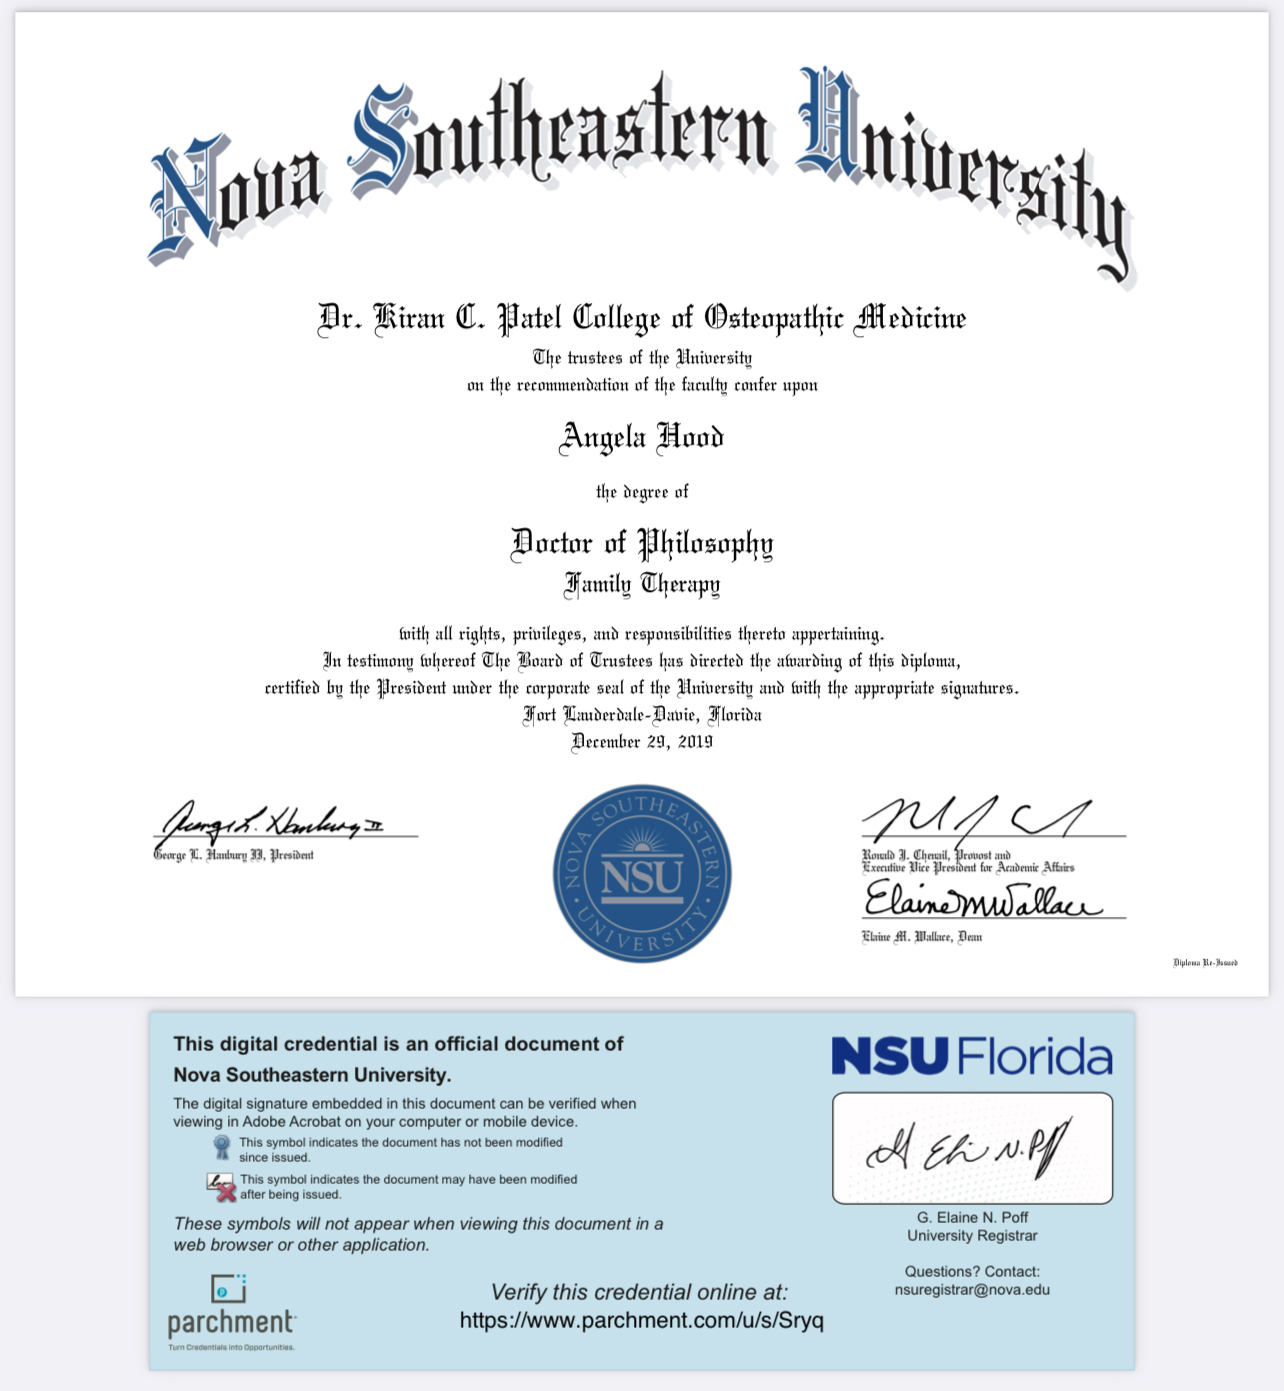 Nova Southeastern University
Dr. Kiran C. Patel College of Osteopathic Medicine
The trustees of the University
on the recommendation of the faculty confer upon
Angela Hood
the degree of
Doctor of Philosophy
Family Therapy
with all rights, privileges, and responsibilities thereto appertaining.
In testimony whereof The Board of Trustees has directed the awarding of this diploma,
certified by the President under the corporate seal of the University and with the appropriate signatures.
Fort Lauderdale-Davie, Florida
December 29, 2019
George L. Hanbury II
George L. Hanbury II, President
NOVA SOUTHEASTERN
NSU
UNIVERSITY
Ronald J. Chenail, Provost and
Executive Vice President for Academic Affairs
Elaine M Wallace
Elaine M. Wallace, Dean
Diploma Re-Issued
This digital credential is an official document of
Nova Southeastern University.
The digital signature embedded in this document can be verified when
viewing in Adobe Acrobat on your computer or mobile device.
This symbol indicates the document has not been modified
since issued.
This symbol indicates the document may have been modified
after being issued.
These symbols will not appear when viewing this document in a
web browser or other application.
parchment
Turn Credentials into Opportunities.
Verify this credential online at:
https://www.parchment.com/u/s/Sryq
NSU Florida
G. Elaine N. Poff
University Registrar
Questions? Contact:
nsuregistrar@nova.edu